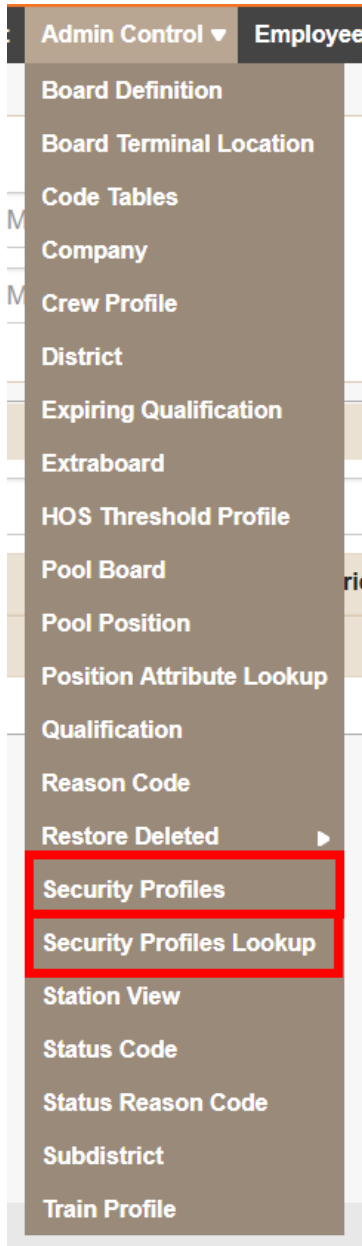 Admin Control ▼ Employee
Board Definition
Board Terminal Location
Code Tables
Company
Crew Profile
District
Expiring Qualification
Extraboard
HOS Threshold Profile
Pool Board
Pool Position
Position Attribute Lookup
Qualification
Reason Code
Restore Deleted ▶
Security Profiles
Security Profiles Lookup
Station View
Status Code
Status Reason Code
Subdistrict
Train Profile